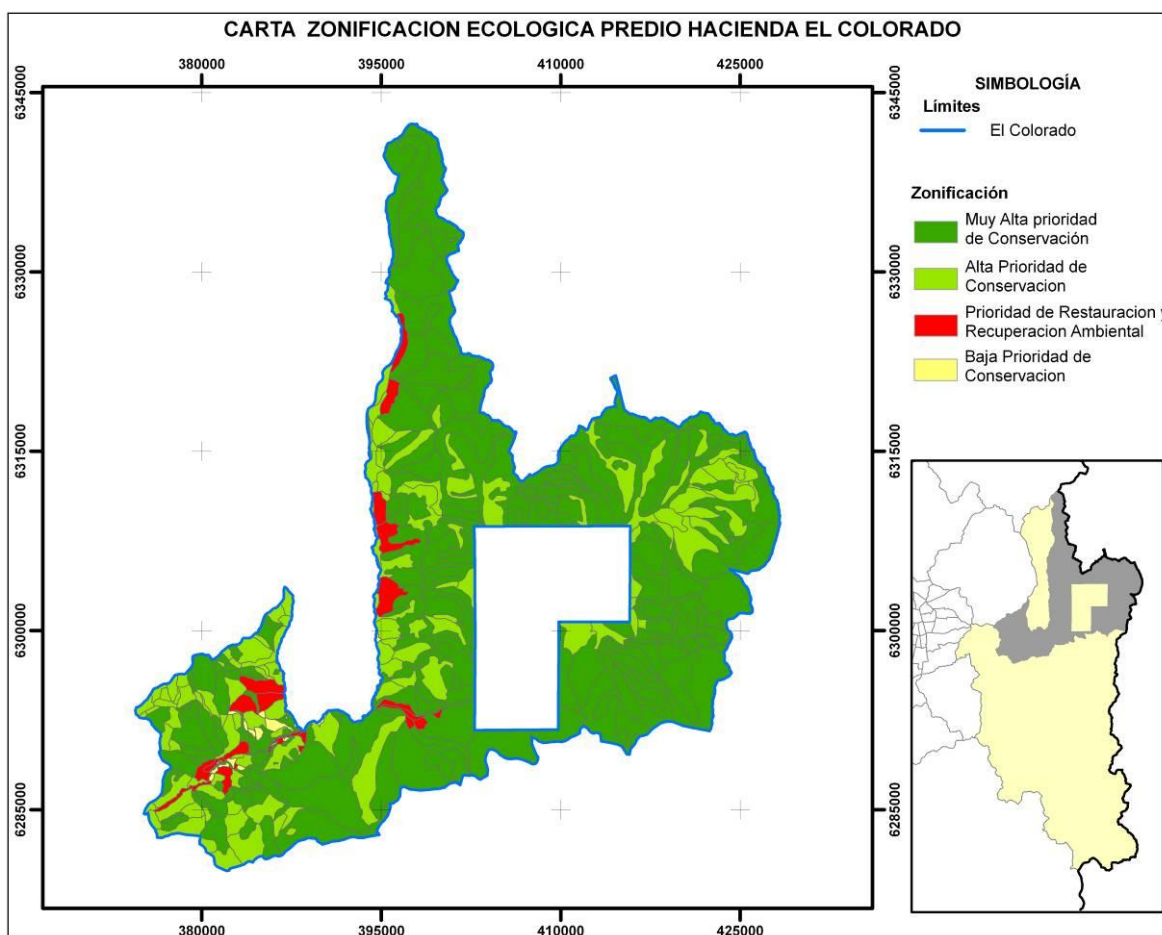 CARTA  ZONIFICACION ECOLOGICA PREDIO HACIENDA EL COLORADO
380000 395000 410000 425000
6345000 6345000
6330000 6330000
6315000 6315000
6300000 6300000
6285000 6285000
380000 395000 410000 425000
SIMBOLOGÍA
Límites
El Colorado
Zonificación
Muy Alta prioridad
de Conservación
Alta Prioridad de
Conservacion
Prioridad de Restauracion y
Recuperacion Ambiental
Baja Prioridad de
Conservacion